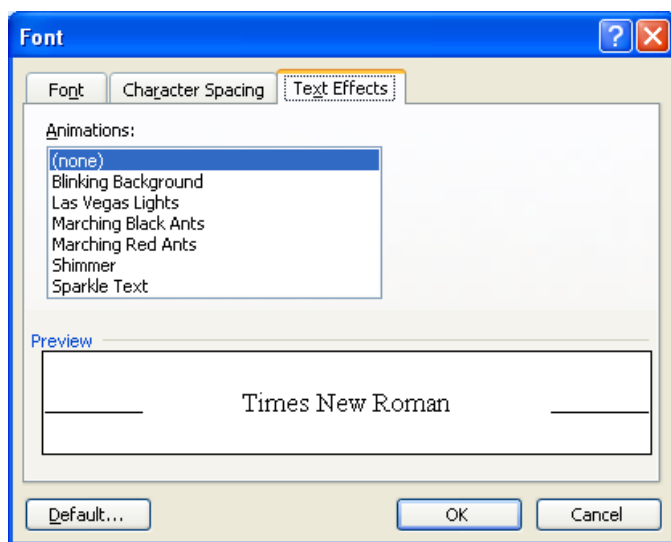 Font
Font Character Spacing Text Effects
Animations:
(none)
Blinking Background
Las Vegas Lights
Marching Black Ants
Marching Red Ants
Shimmer
Sparkle Text
Preview
Times New Roman
Default... OK Cancel